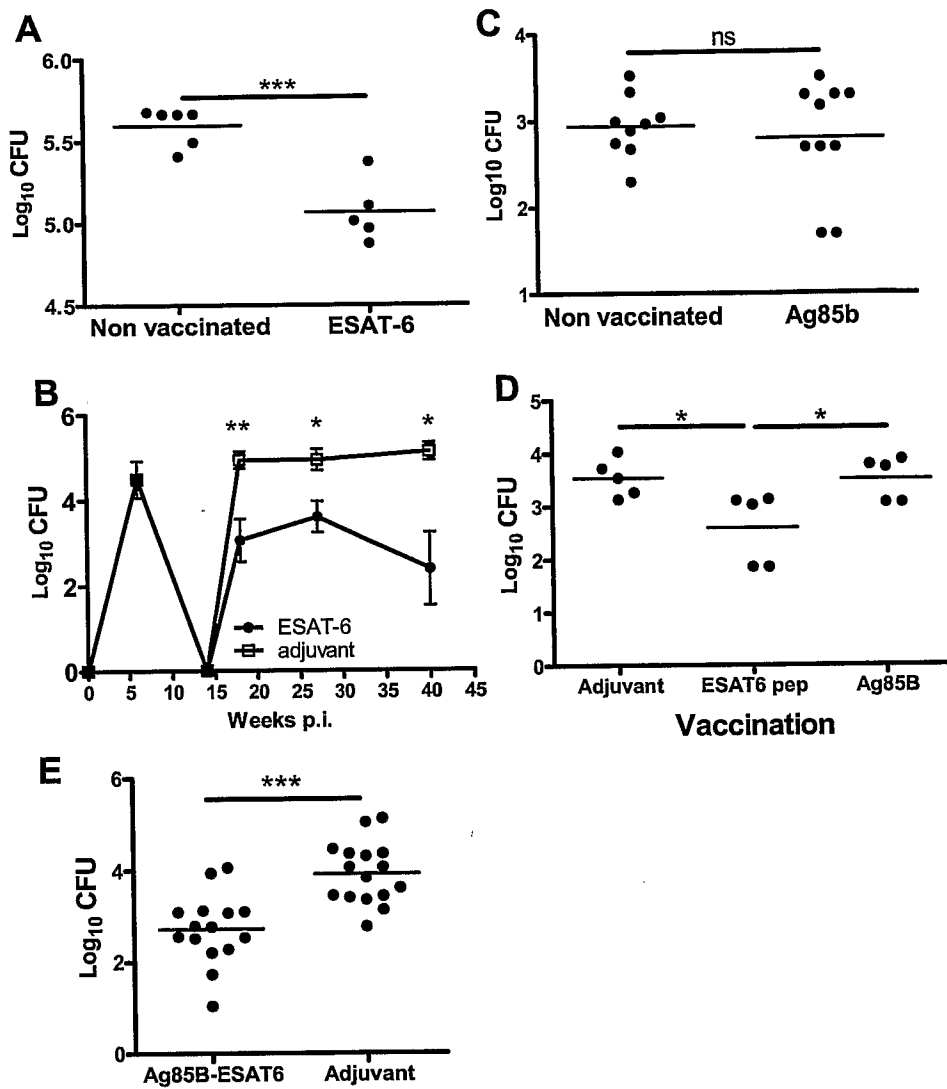 A
6.0
5.5
5.0
4.5
Log10 CFU
***
Non vaccinated
ESAT-6
C
4
3
2
1
Log10 CFU
ns
Non vaccinated
Ag85b
B
6
4
2
0
Log10 CFU
** * *
ESAT-6
adjuvant
0 5 10 15 20 25 30 35 40 45
Weeks p.i.
D
5
4
3
2
1
0
Log10 CFU
* *
Adjuvant ESAT6 pep Ag85B
Vaccination
E
6
4
2
0
Log10 CFU
***
Ag85B-ESAT6 Adjuvant